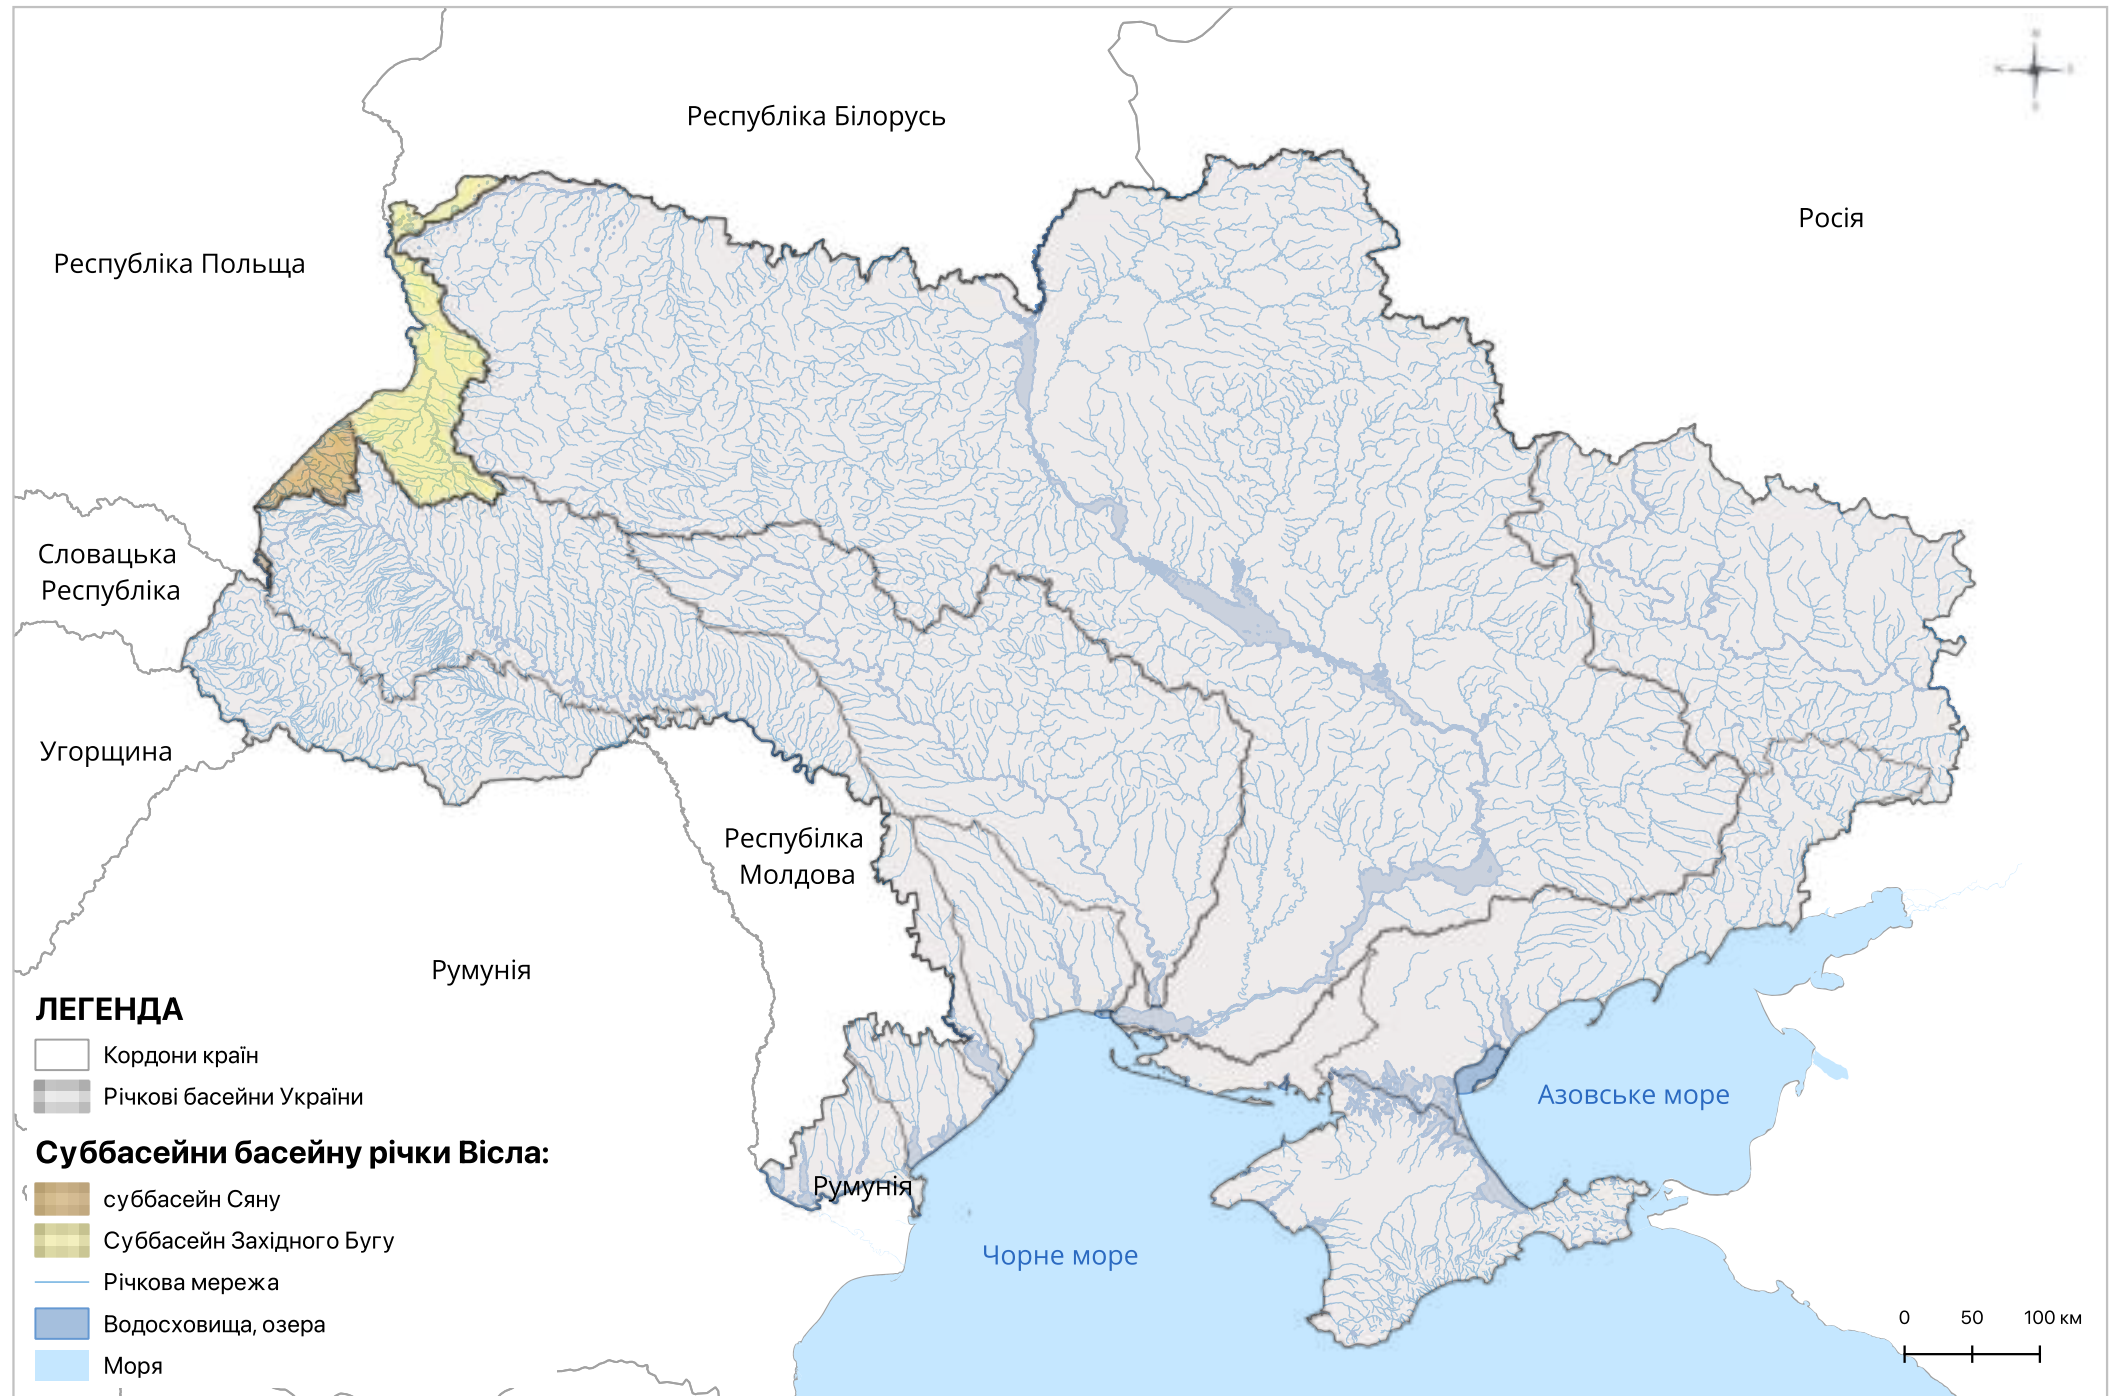 Республіка Білорусь
Росія
Республіка Польща
Словацька
Республіка
Угорщина
Республіка
Молдова
Румунія
Румунія
Азовське море
Чорне море
ЛЕГЕНДА
Кордони країн
Річкові басейни України
Суббасейни басейну річки Вісла:
суббасейн Сяну
Суббасейн Західного Бугу
Річкова мережа
Водосховища, озера
Моря
0 50 100 км